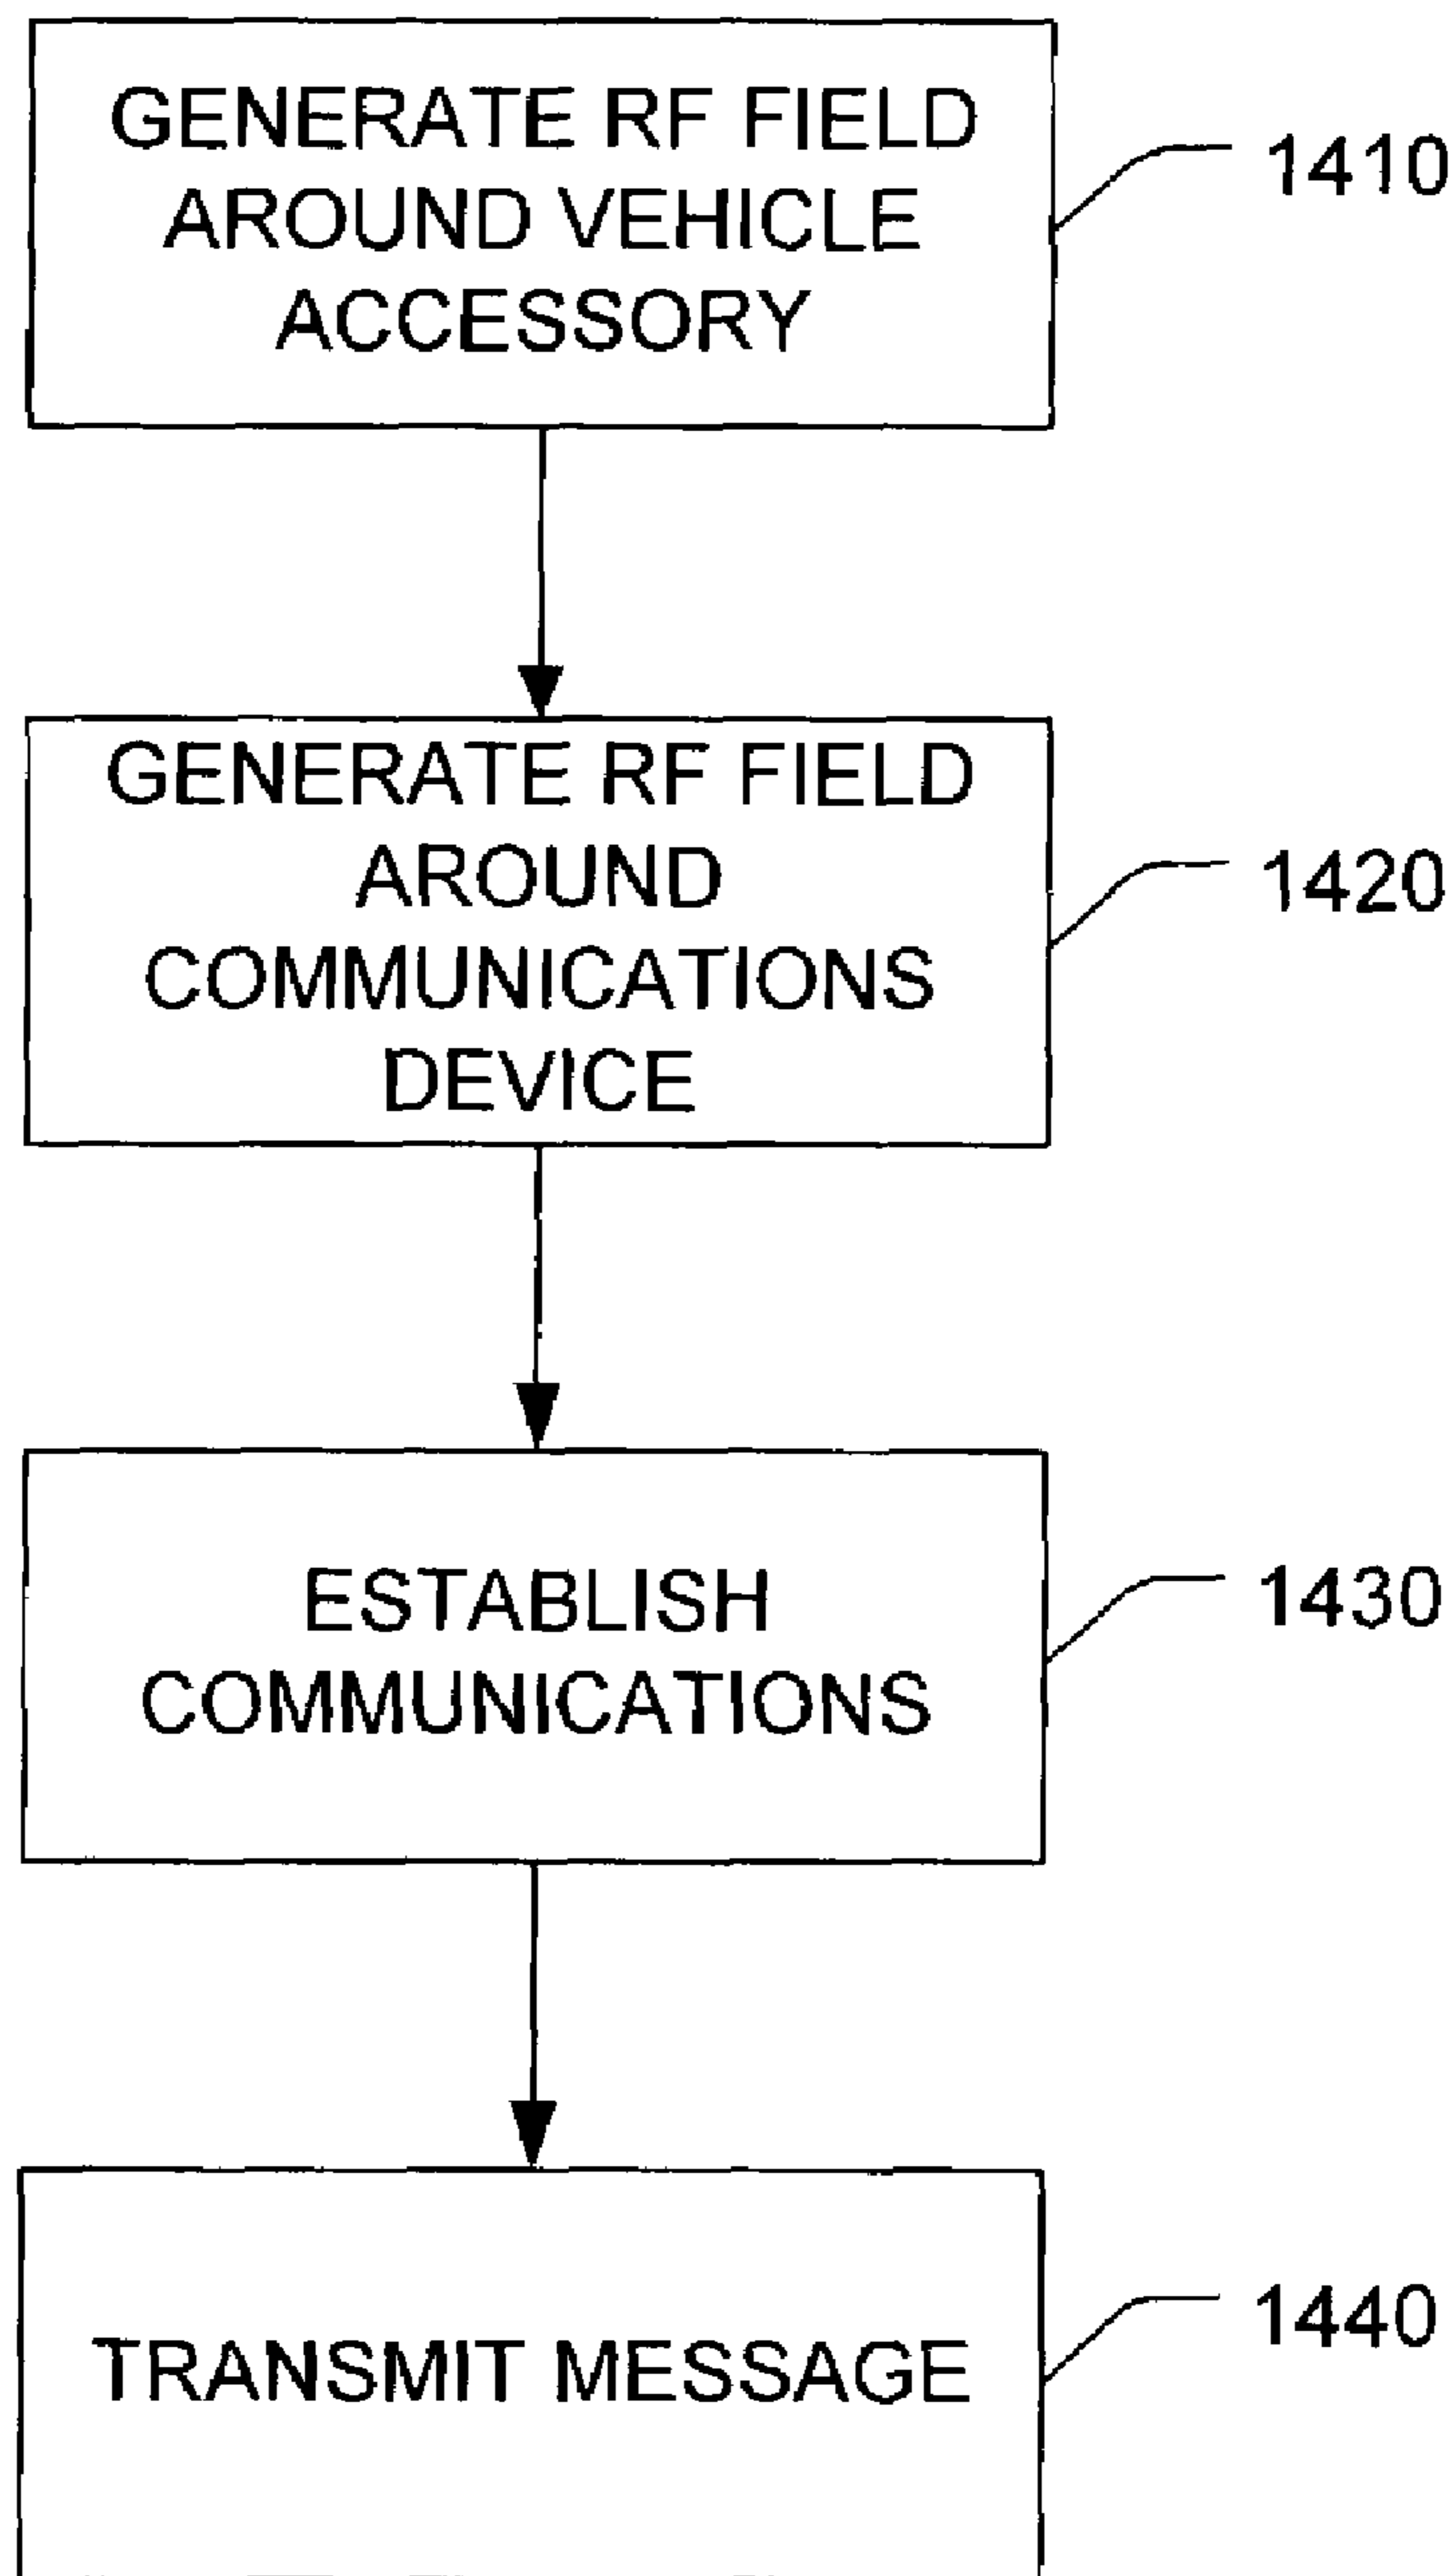 GENERATE RF FIELD
AROUND VEHICLE
ACCESSORY
1410
GENERATE RF FIELD
AROUND
COMMUNICATIONS
DEVICE
1420
ESTABLISH
COMMUNICATIONS
1430
TRANSMIT MESSAGE
1440